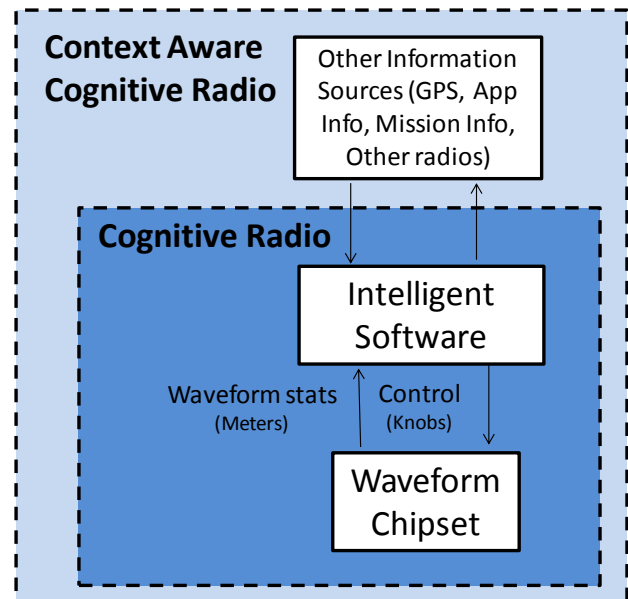 Context Aware
Cognitive Radio
Other Information
Sources (GPS, App
Info, Mission Info,
Other radios)
Cognitive Radio
Intelligent
Software
Waveform stats
(Meters)
Control
(Knobs)
Waveform
Chipset